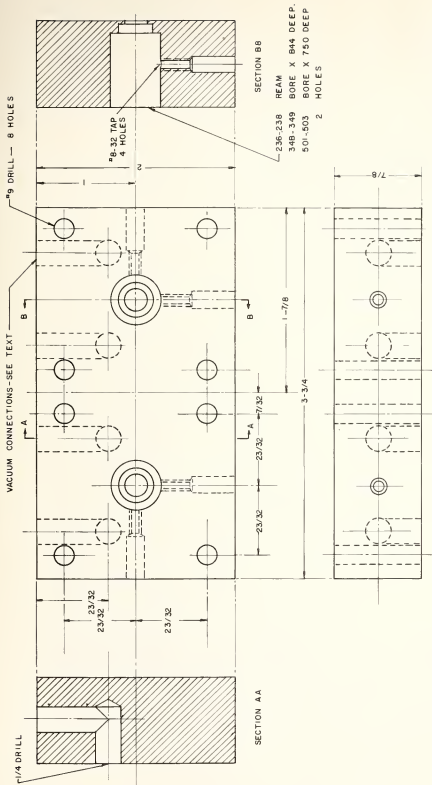 #9 DRILL — 8 HOLES
VACUUM CONNECTIONS-SEE TEXT
1/4 DRILL
#8-32 TAP
4 HOLES
SECTION BB
236-238 REAM
348-349 BORE X 844 DEEP.
501-503 BORE X 750 DEEP
2 HOLES
2
1
B
B
A
A
23/32
23/32
23/32
23/32
23/32
7/32
1-7/8
3-3/4
7/8
SECTION AA